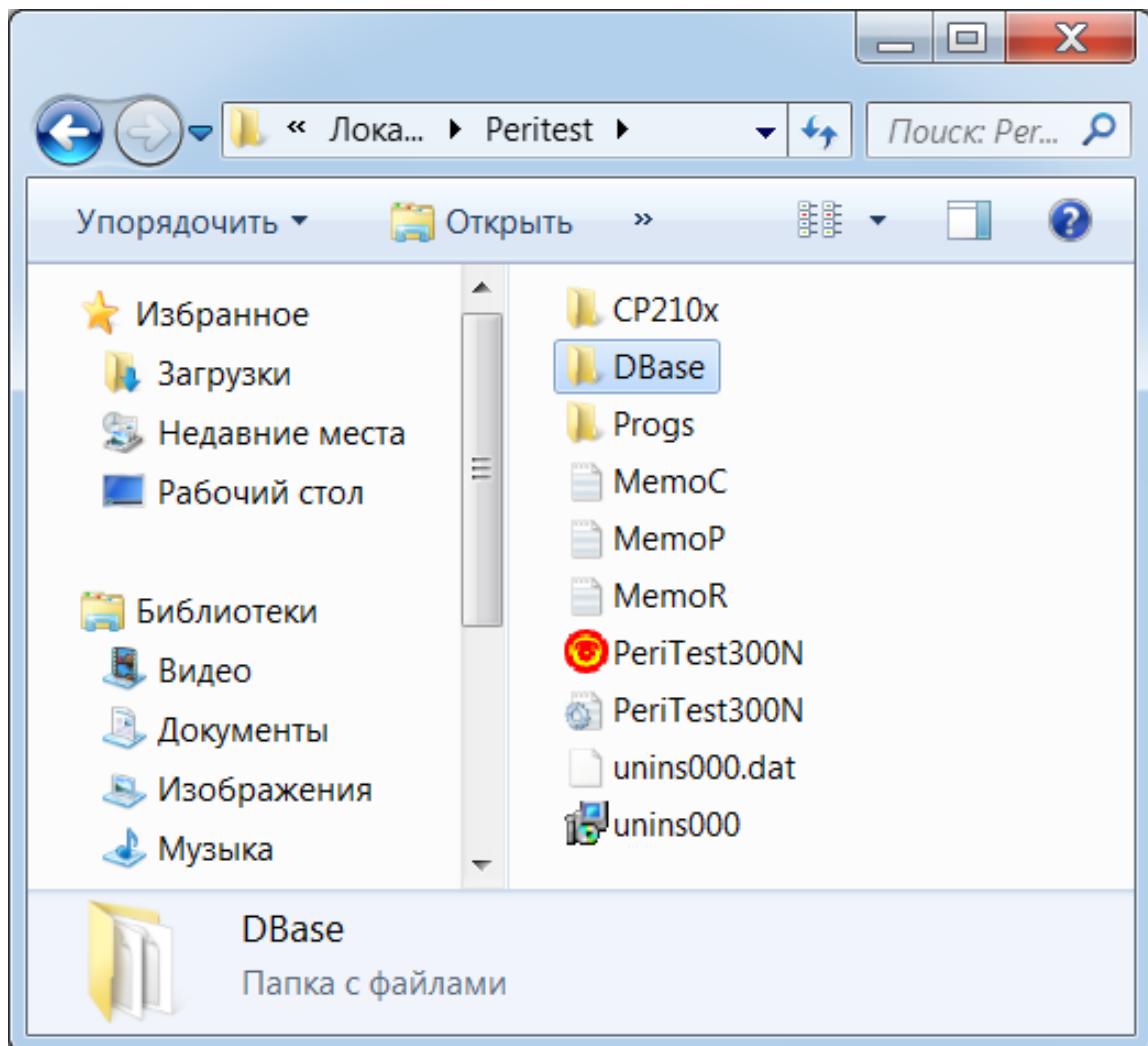 « Лока... Peritest
Поиск: Per...
Упорядочить Открыть »
Избранное
Загрузки
Недавние места
Рабочий стол
Библиотеки
Видео
Документы
Изображения
Музыка
CP210x
DBase
Progs
MemoC
MemoP
MemoR
PeriTest300N
PeriTest300N
unins000.dat
unins000
DBase
Папка с файлами